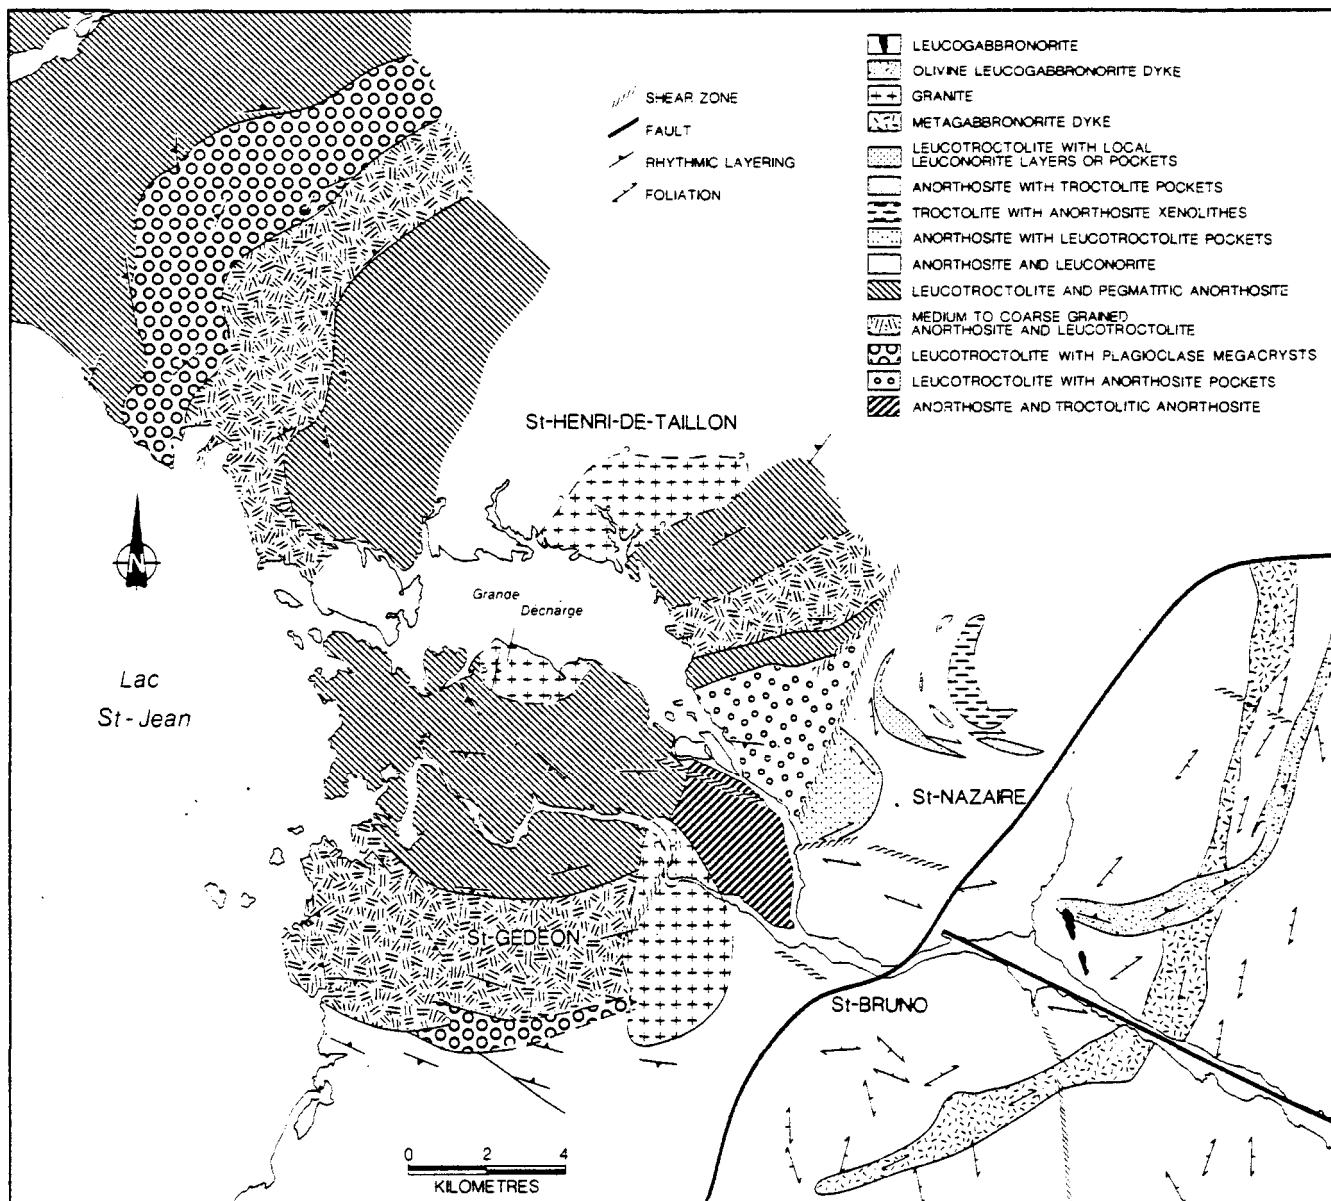 LEUCOGABBRONORITE
OLIVINE LEUCOGABBRONORITE DYKE
GRANITE
METAGABBRONORITE DYKE
LEUCOTROCTOLITE WITH LOCAL
LEUCONORITE LAYERS OR POCKETS
ANORTHOSITE WITH TROCTOLITE POCKETS
TROCTOLITE WITH ANORTHOSITE XENOLITHES
ANORTHOSITE WITH LEUCOTROCTOLITE POCKETS
ANORTHOSITE AND LEUCONORITE
LEUCOTROCTOLITE AND PEGMATITIC ANORTHOSITE
MEDIUM TO COARSE GRAINED
ANORTHOSITE AND LEUCOTROCTOLITE
LEUCOTROCTOLITE WITH PLAGIOCLASE MEGACRYSTS
LEUCOTROCTOLITE WITH ANORTHOSITE POCKETS
ANORTHOSITE AND TROCTOLITIC ANORTHOSITE
SHEAR ZONE
FAULT
RHYTHMIC LAYERING
FOLIATION
St-HENRI-DE-TAILLON
N
Grande
Décharge
Lac
St-Jean
St-NAZAIRE
St-GÉDÉON
St-BRUNO
0 2 4
KILOMETRES